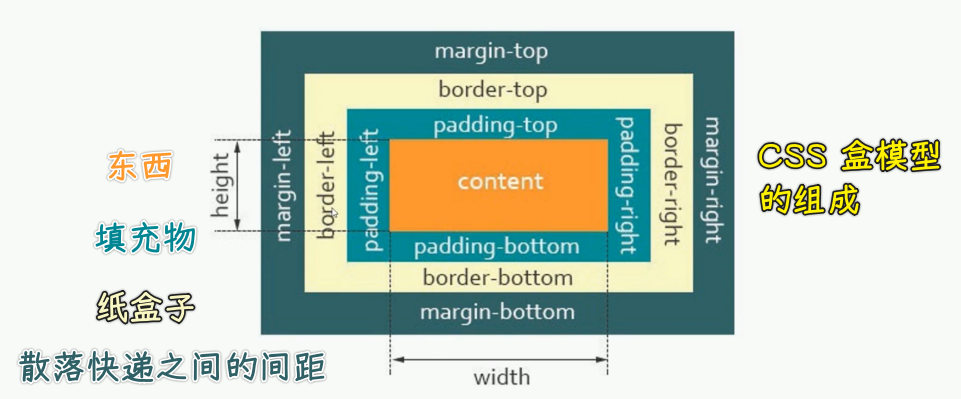 margin-top
border-top
padding-top
content
padding-bottom
border-bottom
margin-bottom
margin-left
border-left
padding-left
padding-right
border-right
margin-right
height
width
东西
填充物
纸盒子
散落快递之间的间距
CSS 盒模型
的组成